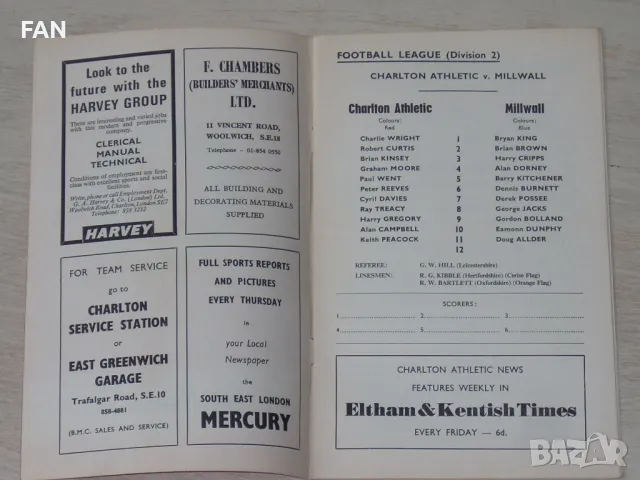 FAN
Look to the
future with the
HARVEY GROUP
There are interesting and varied jobs
with this modern and progressive
company.
CLERICAL
MANUAL
TECHNICAL
Conditions of employment are first-
class with excellent sports and social
facilities.
Write, phone or call Employment Dept.
G. A. Harvey & Co. (London) Ltd.
Woolwich Road, Charlton, London SE7
Telephone: 858 3232
HARVEY
F. CHAMBERS
(BUILDERS' MERCHANTS)
LTD.
11 VINCENT ROAD,
WOOLWICH, S.E.18
Telephone - 01-854 0550
ALL BUILDING AND
DECORATING MATERIALS
SUPPLIED
FOR TEAM SERVICE
go to
CHARLTON
SERVICE STATION
or
EAST GREENWICH
GARAGE
Trafalgar Road, S.E.10
858-4881
(B.M.C. SALES AND SERVICE)
FULL SPORTS REPORTS
AND PICTURES
EVERY THURSDAY
in
your Local
Newspaper
the
SOUTH EAST LONDON
MERCURY
FOOTBALL LEAGUE (Division 2)
CHARLTON ATHLETIC v. MILLWALL
Charlton Athletic Millwall
Colours: Colours:
Red Blue
Charlie WRIGHT 1 Bryan KING
Robert CURTIS 2 Brian BROWN
Brian KINSEY 3 Harry CRIPPS
Graham MOORE 4 Alan DORNEY
Paul WENT 5 Barry KITCHENER
Peter REEVES 6 Dennis BURNETT
Cyril DAVIES 7 Derek POSSEE
Ray TREACY 8 George JACKS
Harry GREGORY 9 Gordon BOLLAND
Alan CAMPBELL 10 Eamonn DUNPHY
Keith PEACOCK 11 Doug ALLDER
12
REFEREE: G. W. HILL (Leicestershire)
LINESMEN: R. G. KIBBLE (Hertfordshire) (Cerise Flag)
R. W. BARTLETT (Oxfordshire) (Orange Flag)
SCORERS:
1. 2. 3.
4. 5. 6.
CHARLTON ATHLETIC NEWS
FEATURES WEEKLY IN
Eltham & Kentish Times
EVERY FRIDAY — 6d.
BAZAR